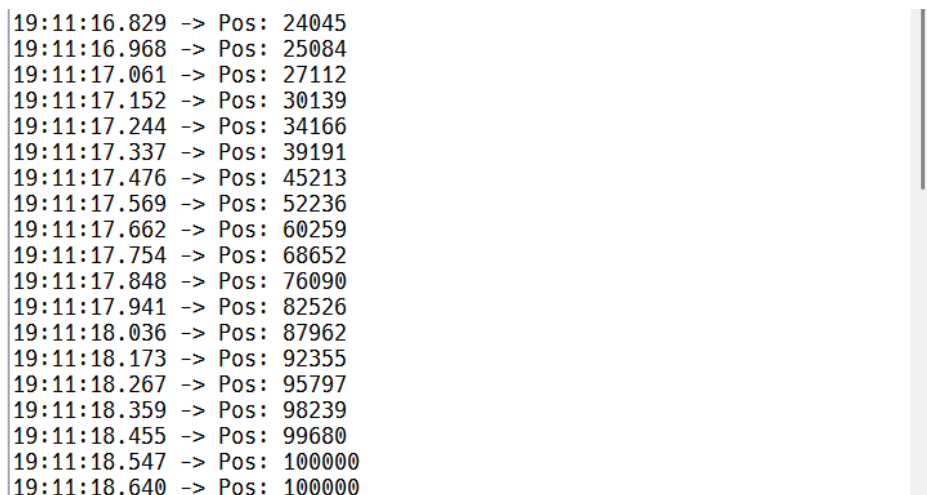 19:11:16.829 -> Pos: 24045
19:11:16.968 -> Pos: 25084
19:11:17.061 -> Pos: 27112
19:11:17.152 -> Pos: 30139
19:11:17.244 -> Pos: 34166
19:11:17.337 -> Pos: 39191
19:11:17.476 -> Pos: 45213
19:11:17.569 -> Pos: 52236
19:11:17.662 -> Pos: 60259
19:11:17.754 -> Pos: 68652
19:11:17.848 -> Pos: 76090
19:11:17.941 -> Pos: 82526
19:11:18.036 -> Pos: 87962
19:11:18.173 -> Pos: 92355
19:11:18.267 -> Pos: 95797
19:11:18.359 -> Pos: 98239
19:11:18.455 -> Pos: 99680
19:11:18.547 -> Pos: 100000
19:11:18.640 -> Pos: 100000